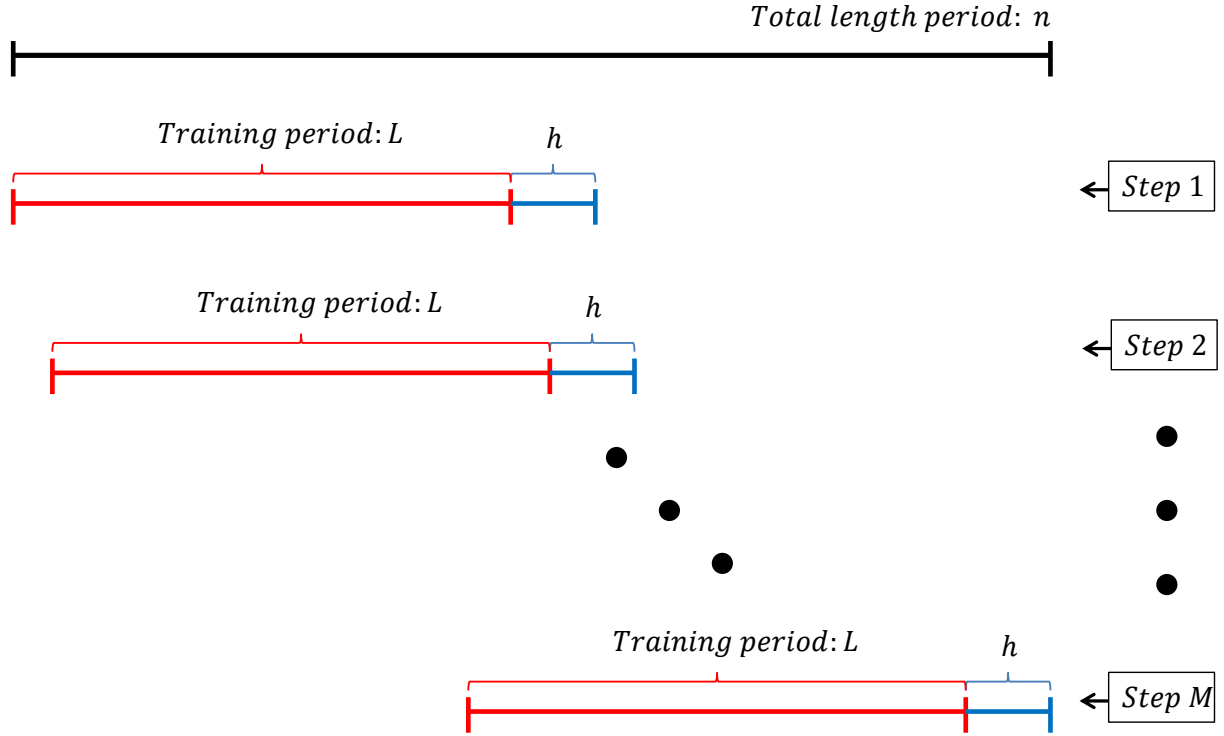 Total length period: n
Training period: L
h
Step 1
Training period: L
h
Step 2
Training period: L
h
Step M